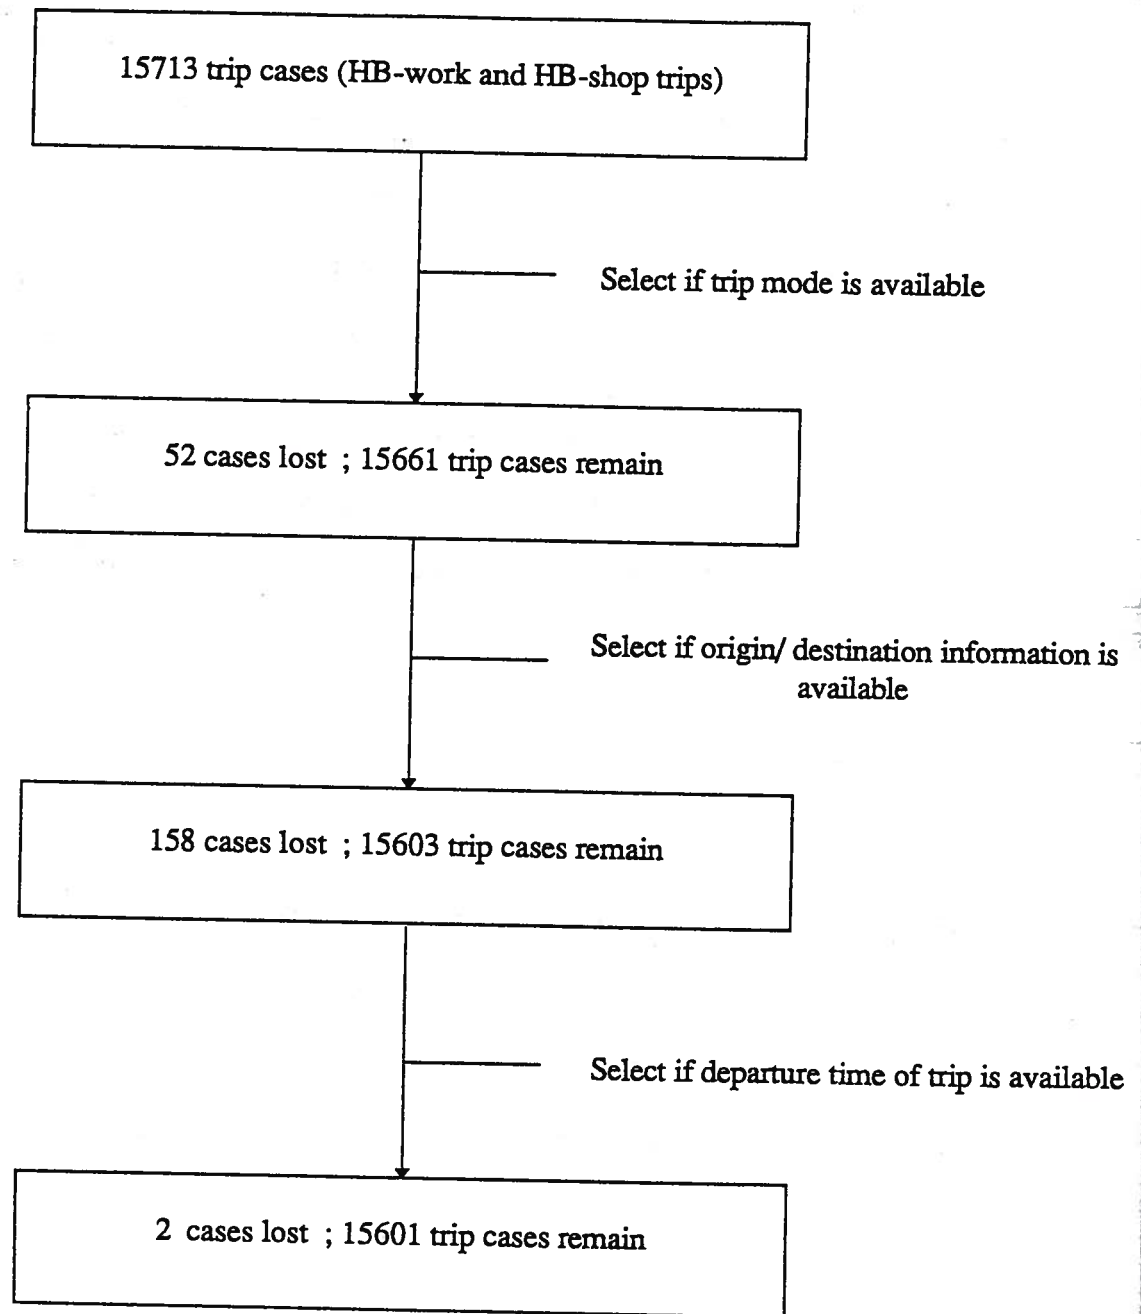 15713 trip cases (HB-work and HB-shop trips)
Select if trip mode is available
52 cases lost ; 15661 trip cases remain
Select if origin/ destination information is
available
158 cases lost ; 15603 trip cases remain
Select if departure time of trip is available
2 cases lost ; 15601 trip cases remain